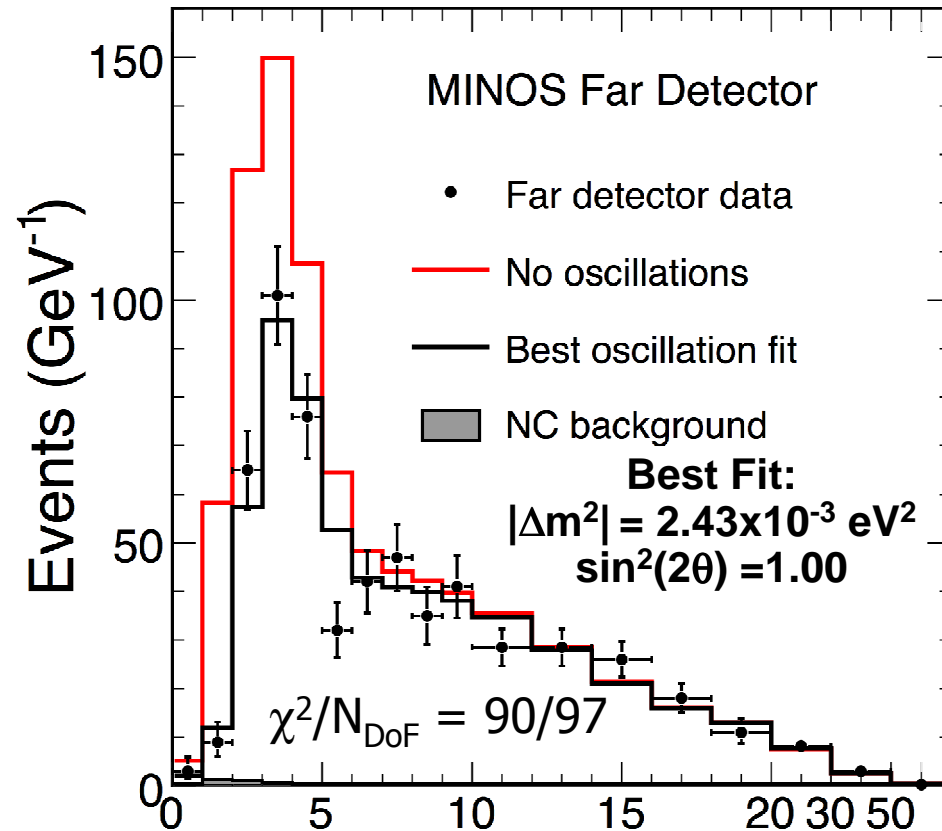 150
100
50
0
Events (GeV⁻¹)
MINOS Far Detector
Far detector data
No oscillations
Best oscillation fit
NC background
Best Fit:
|Δm²| = 2.43x10⁻³ eV²
sin²(2θ) =1.00
χ²/N_DoF = 90/97
0 5 10 15 20 30 50